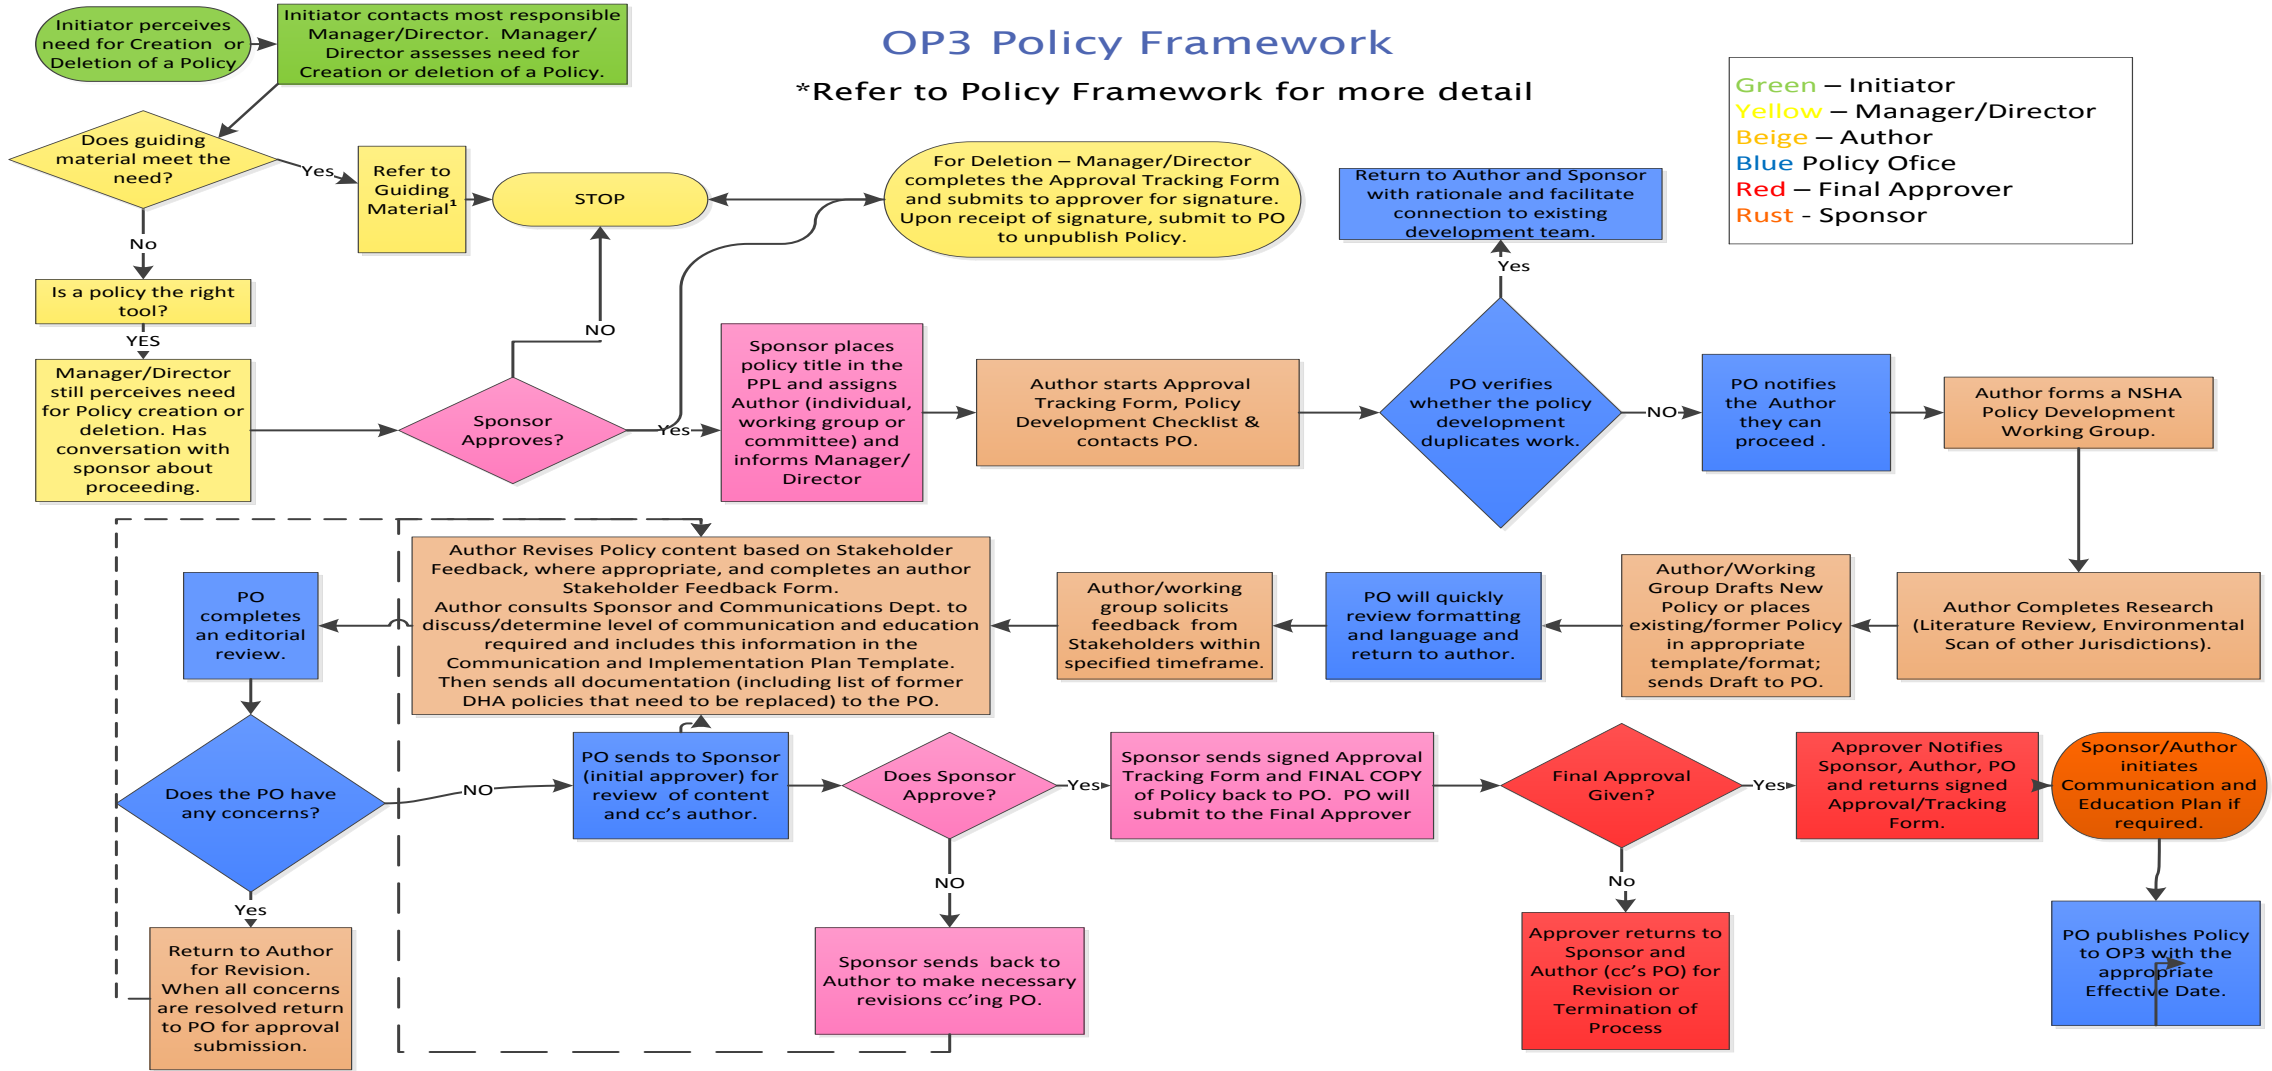 OP3 Policy Framework
*Refer to Policy Framework for more detail
Green – Initiator
Yellow – Manager/Director
Beige – Author
Blue Policy Ofice
Red – Final Approver
Rust - Sponsor
Initiator perceives
need for Creation or
Deletion of a Policy
Initiator contacts most responsible
Manager/Director. Manager/
Director assesses need for
Creation or deletion of a Policy.
Does guiding
material meet the
need?
Yes
Refer to
Guiding
Material¹
STOP
For Deletion – Manager/Director
completes the Approval Tracking Form
and submits to approver for signature.
Upon receipt of signature, submit to PO
to unpublish Policy.
Return to Author and Sponsor
with rationale and facilitate
connection to existing
development team.
No
Is a policy the right
tool?
YES
Manager/Director
still perceives need
for Policy creation or
deletion. Has
conversation with
sponsor about
proceeding.
Sponsor
Approves?
NO
Yes
Sponsor places
policy title in the
PPL and assigns
Author (individual,
working group or
committee) and
informs Manager/
Director
Author starts Approval
Tracking Form, Policy
Development Checklist &
contacts PO.
PO verifies
whether the policy
development
duplicates work.
Yes
NO
PO notifies
the Author
they can
proceed .
Author forms a NSHA
Policy Development
Working Group.
Author Completes Research
(Literature Review, Environmental
Scan of other Jurisdictions).
Author/Working
Group Drafts New
Policy or places
existing/former Policy
in appropriate
template/format;
sends Draft to PO.
PO will quickly
review formatting
and language and
return to author.
Author/working
group solicits
feedback from
Stakeholders within
specified timeframe.
Author Revises Policy content based on Stakeholder
Feedback, where appropriate, and completes an author
Stakeholder Feedback Form.
Author consults Sponsor and Communications Dept. to
discuss/determine level of communication and education
required and includes this information in the
Communication and Implementation Plan Template.
Then sends all documentation (including list of former
DHA policies that need to be replaced) to the PO.
PO
completes
an editorial
review.
Does the PO have
any concerns?
Yes
Return to Author
for Revision.
When all concerns
are resolved return
to PO for approval
submission.
NO
PO sends to Sponsor
(initial approver) for
review of content
and cc's author.
Does Sponsor
Approve?
NO
Sponsor sends back to
Author to make necessary
revisions cc'ing PO.
Yes
Sponsor sends signed Approval
Tracking Form and FINAL COPY
of Policy back to PO. PO will
submit to the Final Approver
Final Approval
Given?
No
Approver returns to
Sponsor and
Author (cc's PO) for
Revision or
Termination of
Process
Yes
Approver Notifies
Sponsor, Author, PO
and returns signed
Approval/Tracking
Form.
Sponsor/Author
initiates
Communication and
Education Plan if
required.
PO publishes Policy
to OP3 with the
appropriate
Effective Date.